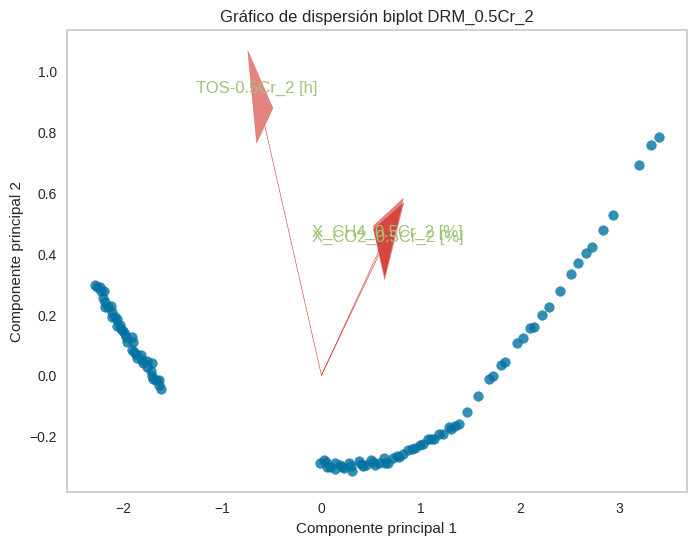 Gráfico de dispersión biplot DRM_0.5Cr_2
Componente principal 2
1.0
0.8
0.6
0.4
0.2
0.0
−0.2
TOS-0.5Cr_2 [h]
X_CH4_0.5Cr_2 [%]
X_CO2_0.5Cr_2 [%]
−2
−1
0
1
2
3
Componente principal 1